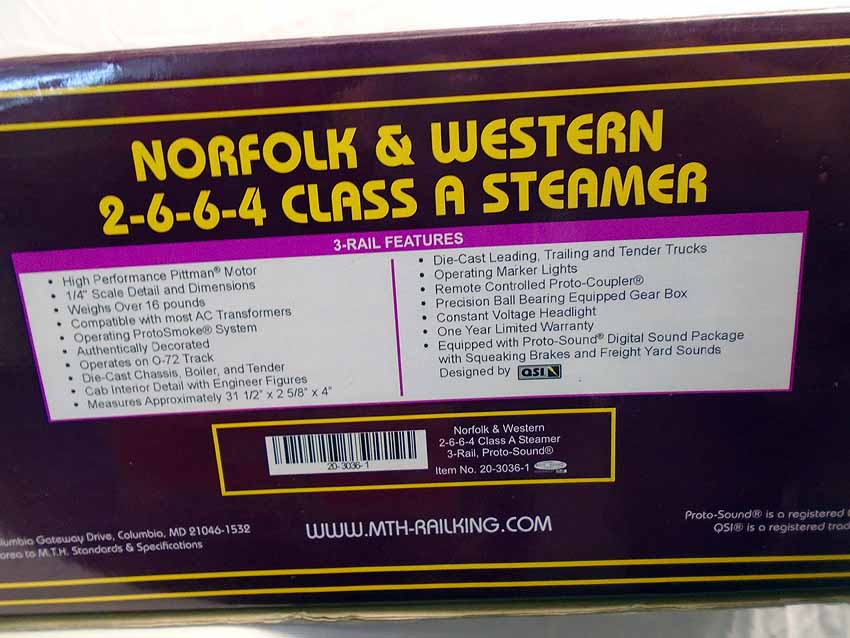 NORFOLK & WESTERN
2-6-6-4 CLASS A STEAMER
3-RAIL FEATURES
• High Performance Pittman® Motor
• 1/4" Scale Detail and Dimensions
• Weighs Over 16 pounds
• Compatible with most AC Transformers
• Operating ProtoSmoke® System
• Authentically Decorated
• Operates on O-72 Track
• Die-Cast Chassis, Boiler, and Tender
• Cab Interior Detail with Engineer Figures
• Measures Approximately 31 1/2" x 2 5/8" x 4"
• Die-Cast Leading, Trailing and Tender Trucks
• Operating Marker Lights
• Remote Controlled Proto-Coupler®
• Precision Ball Bearing Equipped Gear Box
• Constant Voltage Headlight
• One Year Limited Warranty
• Equipped with Proto-Sound® Digital Sound Package
with Squeaking Brakes and Freight Yard Sounds
Designed by QSI
20-3036-1
Norfolk & Western
2-6-6-4 Class A Steamer
3-Rail, Proto-Sound®
Item No. 20-3036-1
Gateway Drive, Columbia, MD 21046-1532
to M.T.H. Standards & Specifications
WWW.MTH-RAILKING.COM
Proto-Sound® is a registered
QSI® is a registered